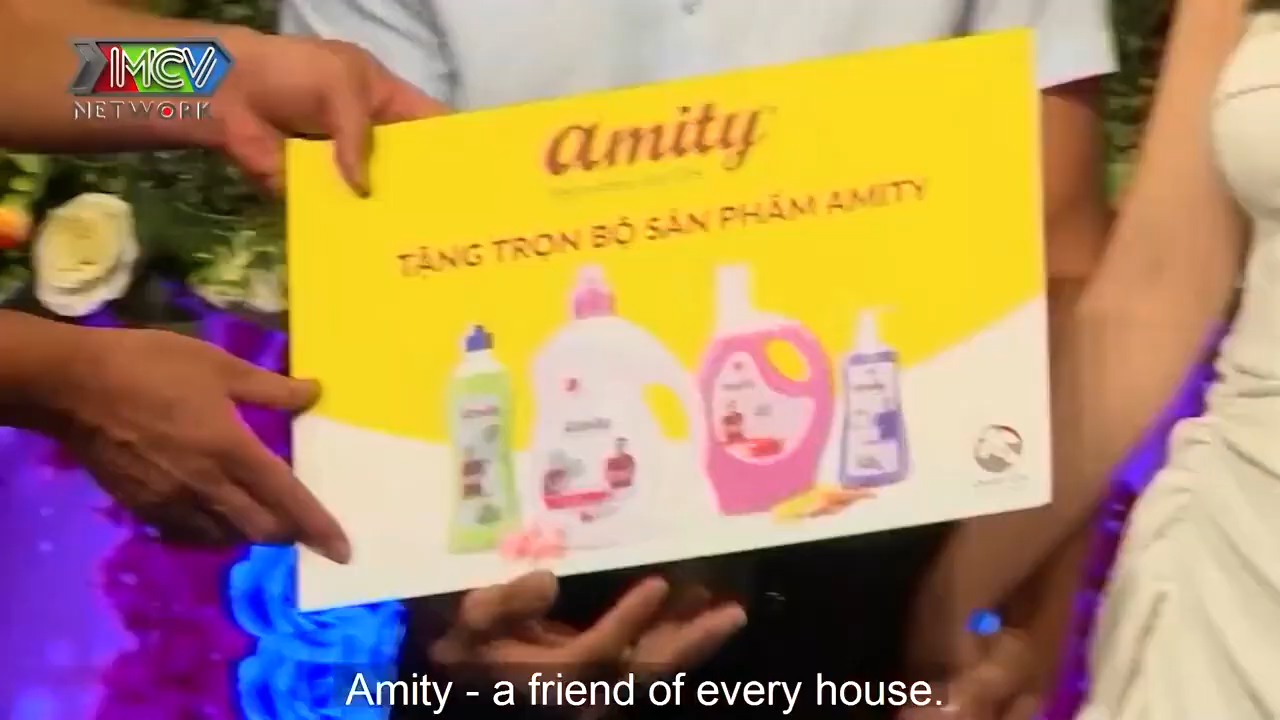 MCV
NETWORK
amity
TẶNG TRỌN BỘ SẢN PHẨM AMITY
Amity - a friend of every house.